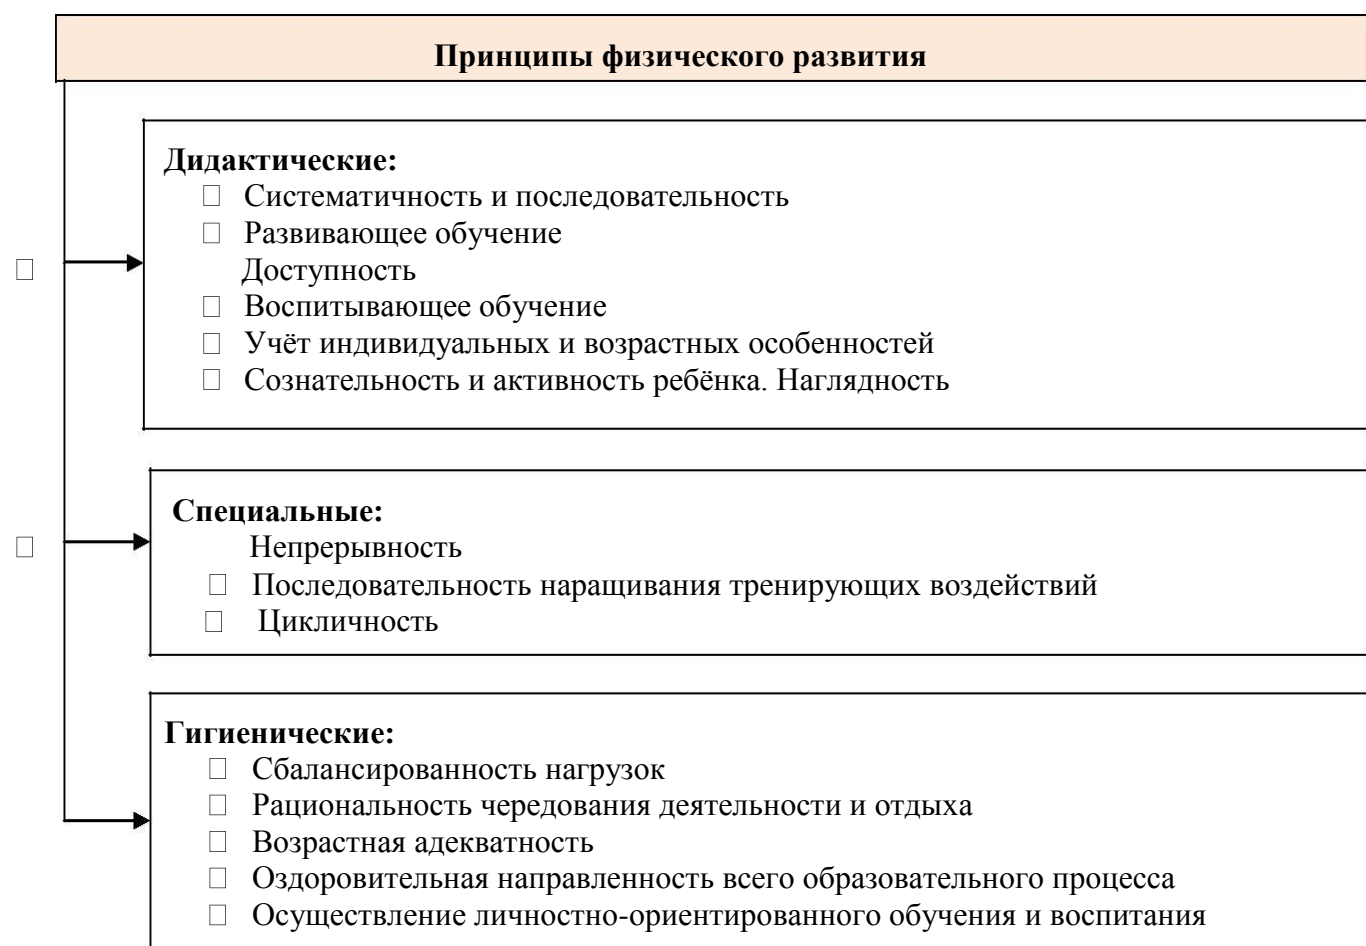 Принципы физического развития
Дидактические:
□ Систематичность и последовательность
□ Развивающее обучение
Доступность
□ Воспитывающее обучение
□ Учёт индивидуальных и возрастных особенностей
□ Сознательность и активность ребёнка. Наглядность
Специальные:
Непрерывность
□ Последовательность наращивания тренирующих воздействий
□ Цикличность
Гигиенические:
□ Сбалансированность нагрузок
□ Рациональность чередования деятельности и отдыха
□ Возрастная адекватность
□ Оздоровительная направленность всего образовательного процесса
□ Осуществление личностно-ориентированного обучения и воспитания